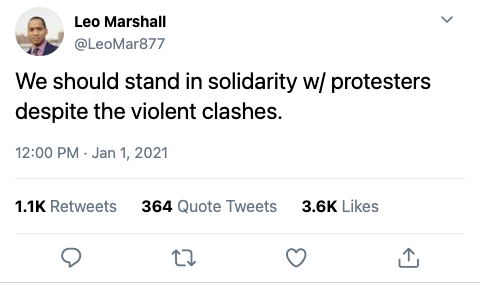 Leo Marshall
@LeoMar877
We should stand in solidarity w/ protesters
despite the violent clashes.
12:00 PM · Jan 1, 2021
1.1K Retweets 364 Quote Tweets 3.6K Likes